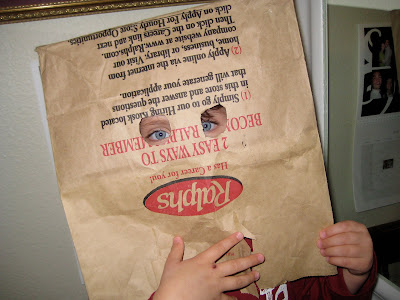 Ralphs
Has a Career for you!
2 EASY WAYS TO
BECOM RALP MEMBER
(1)
Simply go to our Hiring Kiosk located
in this store and answer the questions
that will generate your application.
(2)
Apply online via the internet from
home, business, or library. Visit our
company website at www.Ralphs.com.
Then click on the Careers link and next
click on Apply For Hourly Store Opportunities.